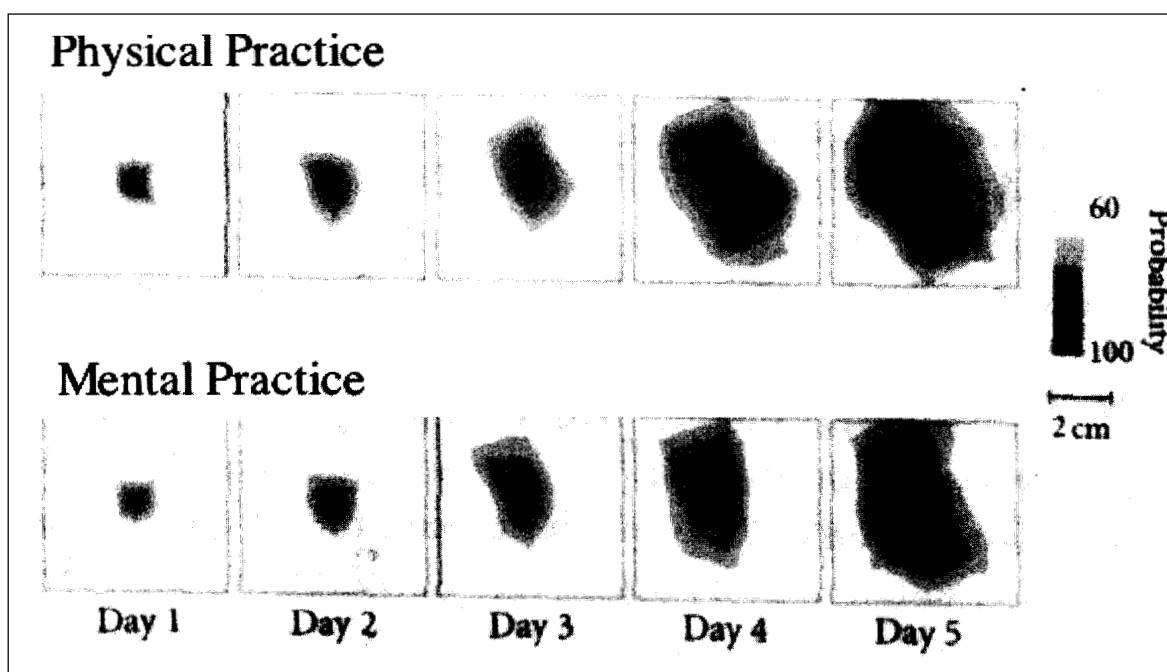 Physical Practice
60
Probability
100
2 cm
Mental Practice
Day 1
Day 2
Day 3
Day 4
Day 5